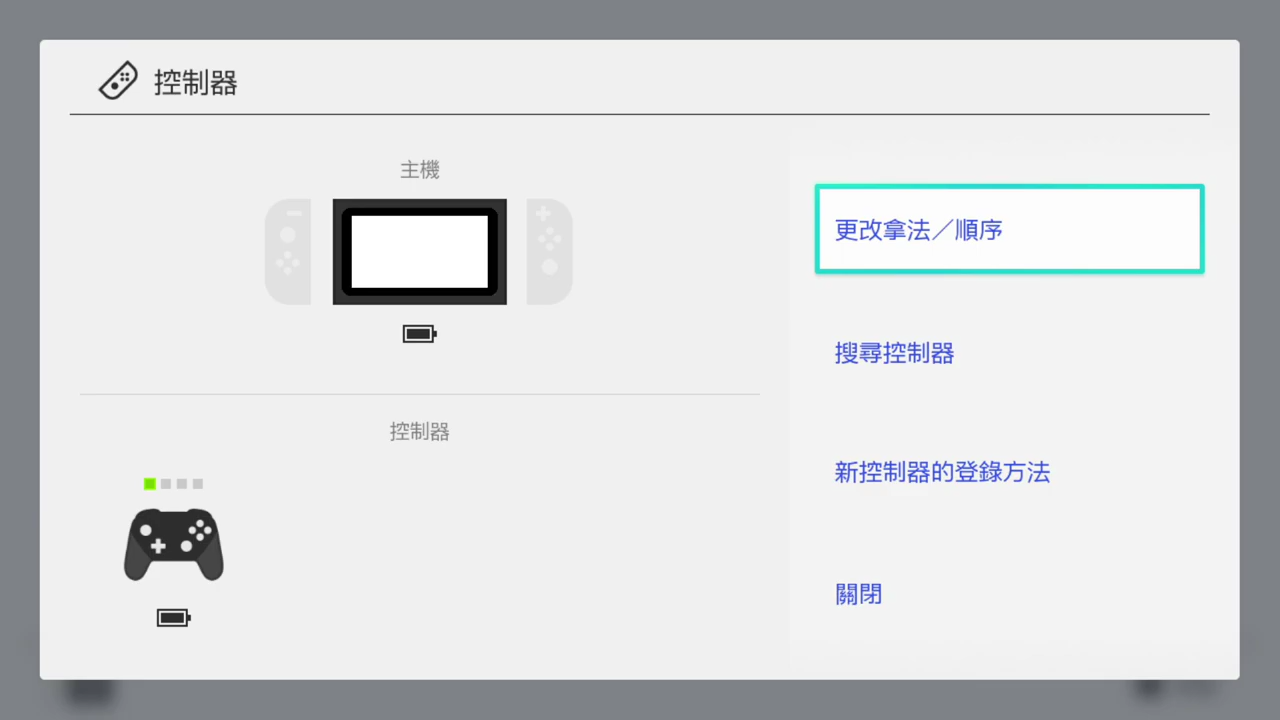 控制器
主機
更改拿法／順序
搜尋控制器
控制器
新控制器的登錄方法
關閉